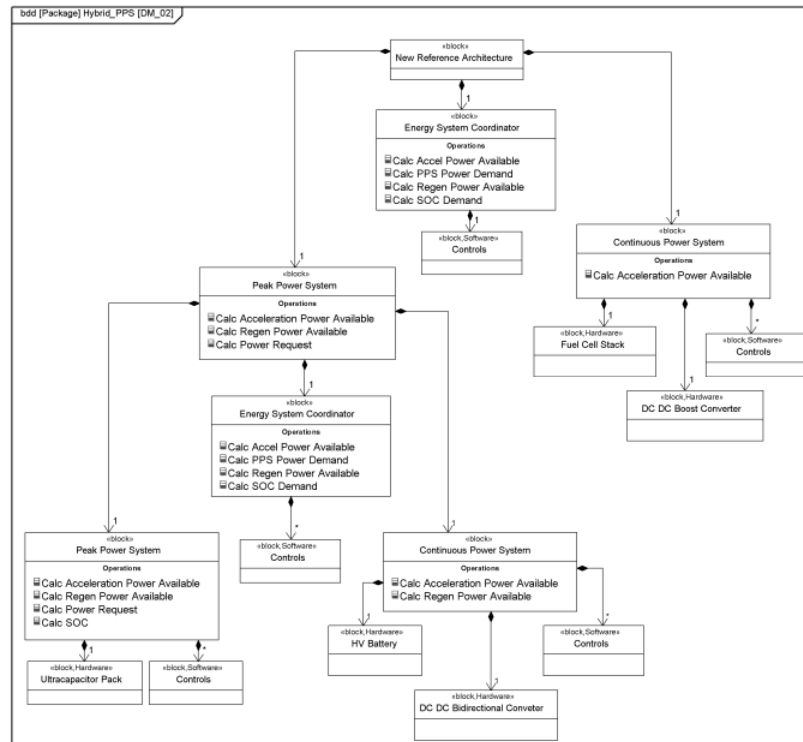 bdd [Package] Hybrid_PPS [DM_02]
«block»
New Reference Architecture
1
1
1
«block»
Energy System Coordinator
Operations
Calc Accel Power Available
Calc PPS Power Demand
Calc Regen Power Available
Calc SOC Demand
1
«block,Software»
Controls
«block»
Continuous Power System
Operations
Calc Acceleration Power Available
1
1
*
«block,Hardware»
Fuel Cell Stack
«block,Software»
Controls
«block,Hardware»
DC DC Boost Converter
«block»
Peak Power System
Operations
Calc Acceleration Power Available
Calc Regen Power Available
Calc Power Request
1
1
1
«block»
Energy System Coordinator
Operations
Calc Accel Power Available
Calc PPS Power Demand
Calc Regen Power Available
Calc SOC Demand
*
«block,Software»
Controls
«block»
Peak Power System
Operations
Calc Acceleration Power Available
Calc Regen Power Available
Calc Power Request
Calc SOC
1
*
«block,Hardware»
Ultracapacitor Pack
«block,Software»
Controls
«block»
Continuous Power System
Operations
Calc Acceleration Power Available
Calc Regen Power Available
1
1
*
«block,Hardware»
HV Battery
«block,Software»
Controls
«block,Hardware»
DC DC Bidirectional Conveter